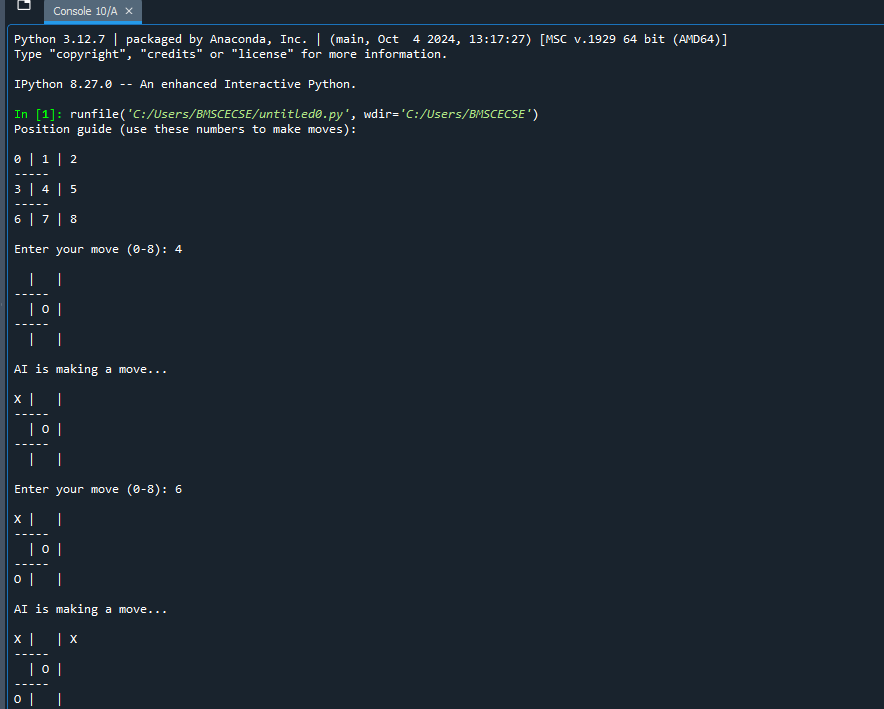 Console 10/A ×
Python 3.12.7 | packaged by Anaconda, Inc. | (main, Oct  4 2024, 13:17:27) [MSC v.1929 64 bit (AMD64)]
Type "copyright", "credits" or "license" for more information.
IPython 8.27.0 -- An enhanced Interactive Python.
In [1]: runfile('C:/Users/BMSCECSE/untitled0.py', wdir='C:/Users/BMSCECSE')
Position guide (use these numbers to make moves):
0 | 1 | 2
-----
3 | 4 | 5
-----
6 | 7 | 8
Enter your move (0-8): 4
  |   |
-----
  | O |
-----
  |   |
AI is making a move...
X |   |
-----
  | O |
-----
  |   |
Enter your move (0-8): 6
X |   |
-----
  | O |
-----
O |   |
AI is making a move...
X |   | X
-----
  | O |
-----
O |   |